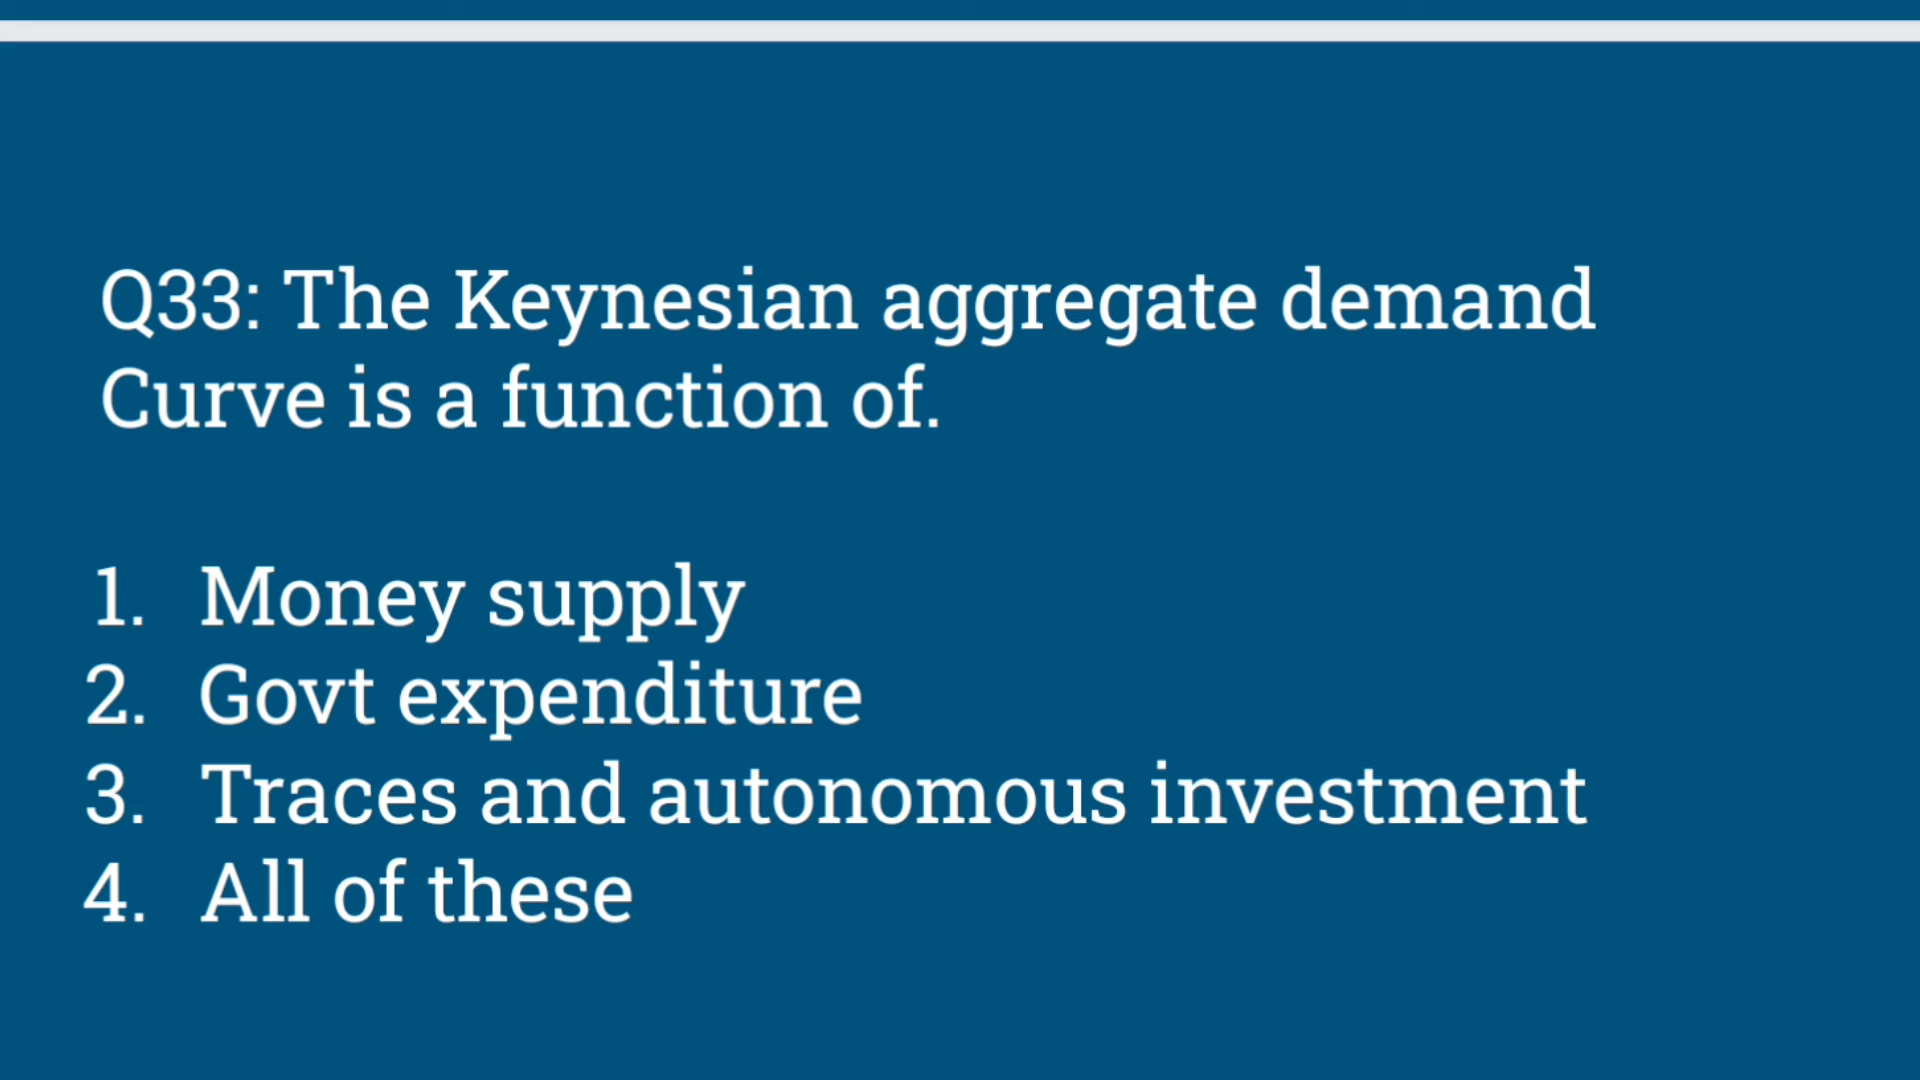 Q33: The Keynesian aggregate demand
Curve is a function of.
1. Money supply
2. Govt expenditure
3. Traces and autonomous investment
4. All of these